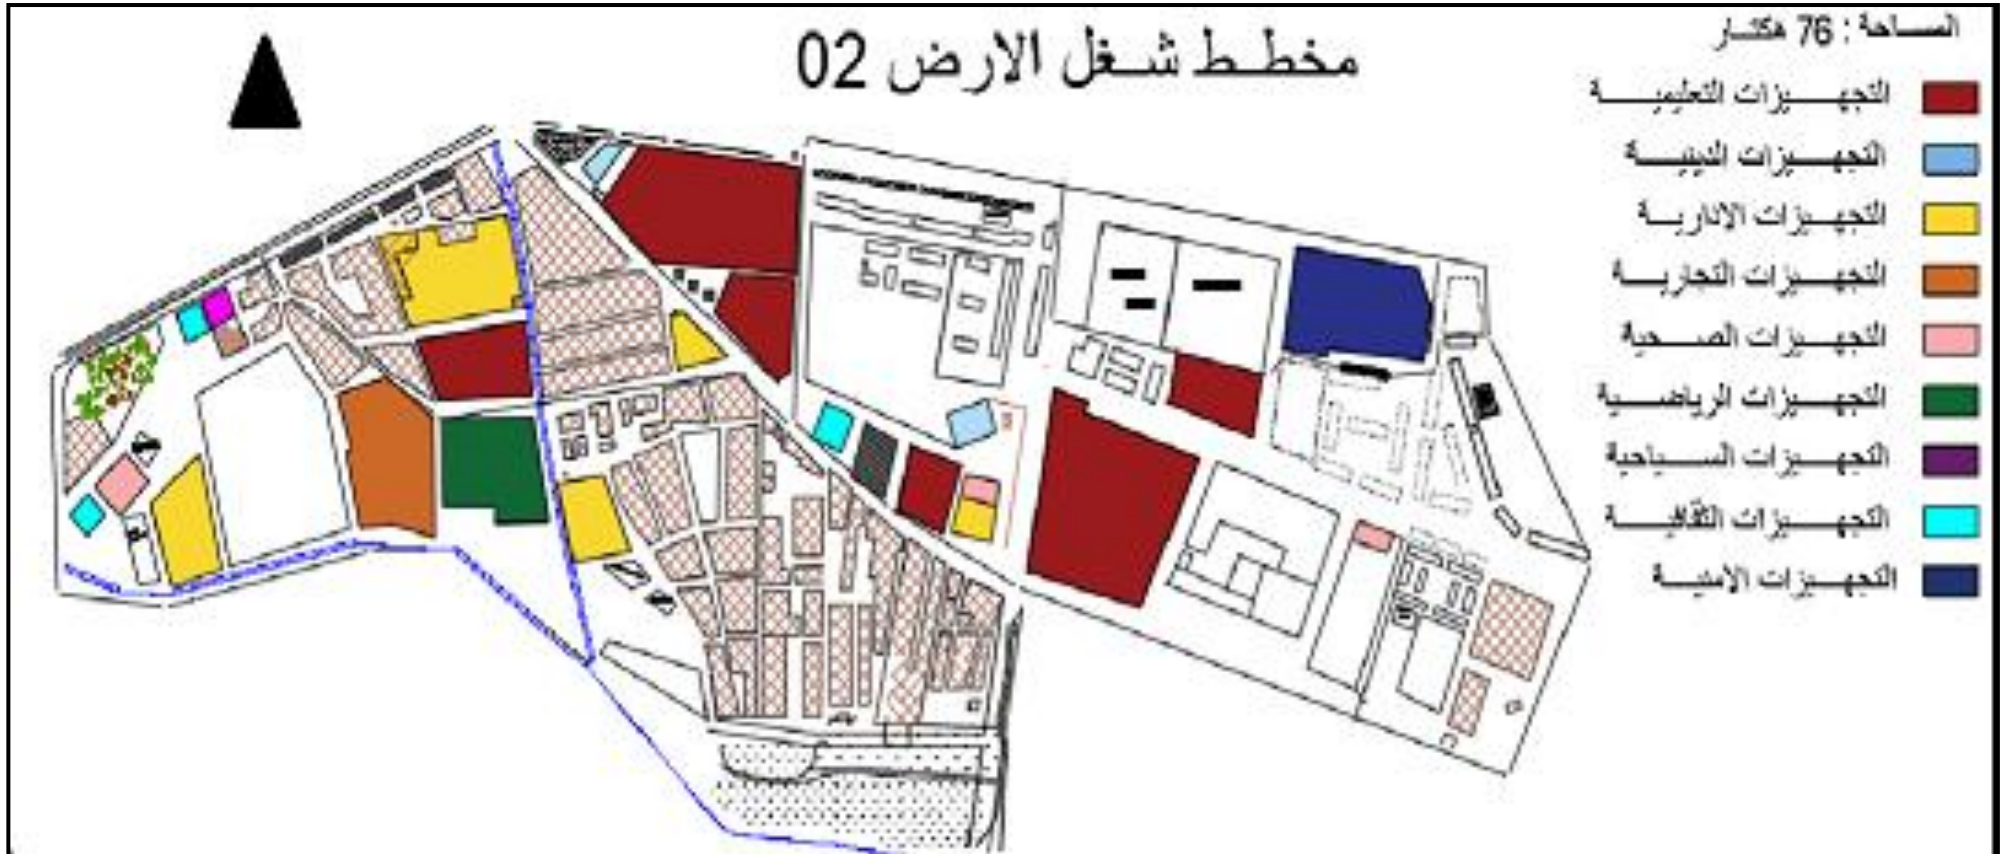 مخطط شغل الارض 02
المساحة : 76 هكتار
التجهيزات التعليمية
التجهيزات الدينية
التجهيزات الادارية
التجهيزات التجارية
التجهيزات الصحية
التجهيزات الرياضية
التجهيزات السياحية
التجهيزات الثقافية
التجهيزات الامنية